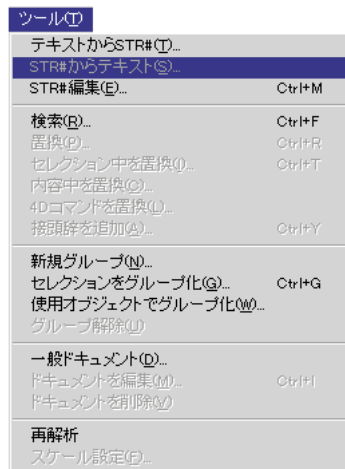 ツール(T)
テキストからSTR#(T)...
STR#からテキスト(S)...
STR#編集(E)... Ctrl+M
検索(R)... Ctrl+F
置換(P)... Ctrl+R
セレクション中を置換(I)... Ctrl+T
内容中を置換(C)...
4Dコマンドを置換(L)...
接頭辞を追加(A)... Ctrl+Y
新規グループ(N)...
セレクションをグループ化(G)... Ctrl+G
使用オブジェクトでグループ化(W)...
グループ解除(U)
一般ドキュメント(D)...
ドキュメントを編集(M)... Ctrl+I
ドキュメントを削除(V)
再解析
スケール設定(F)...